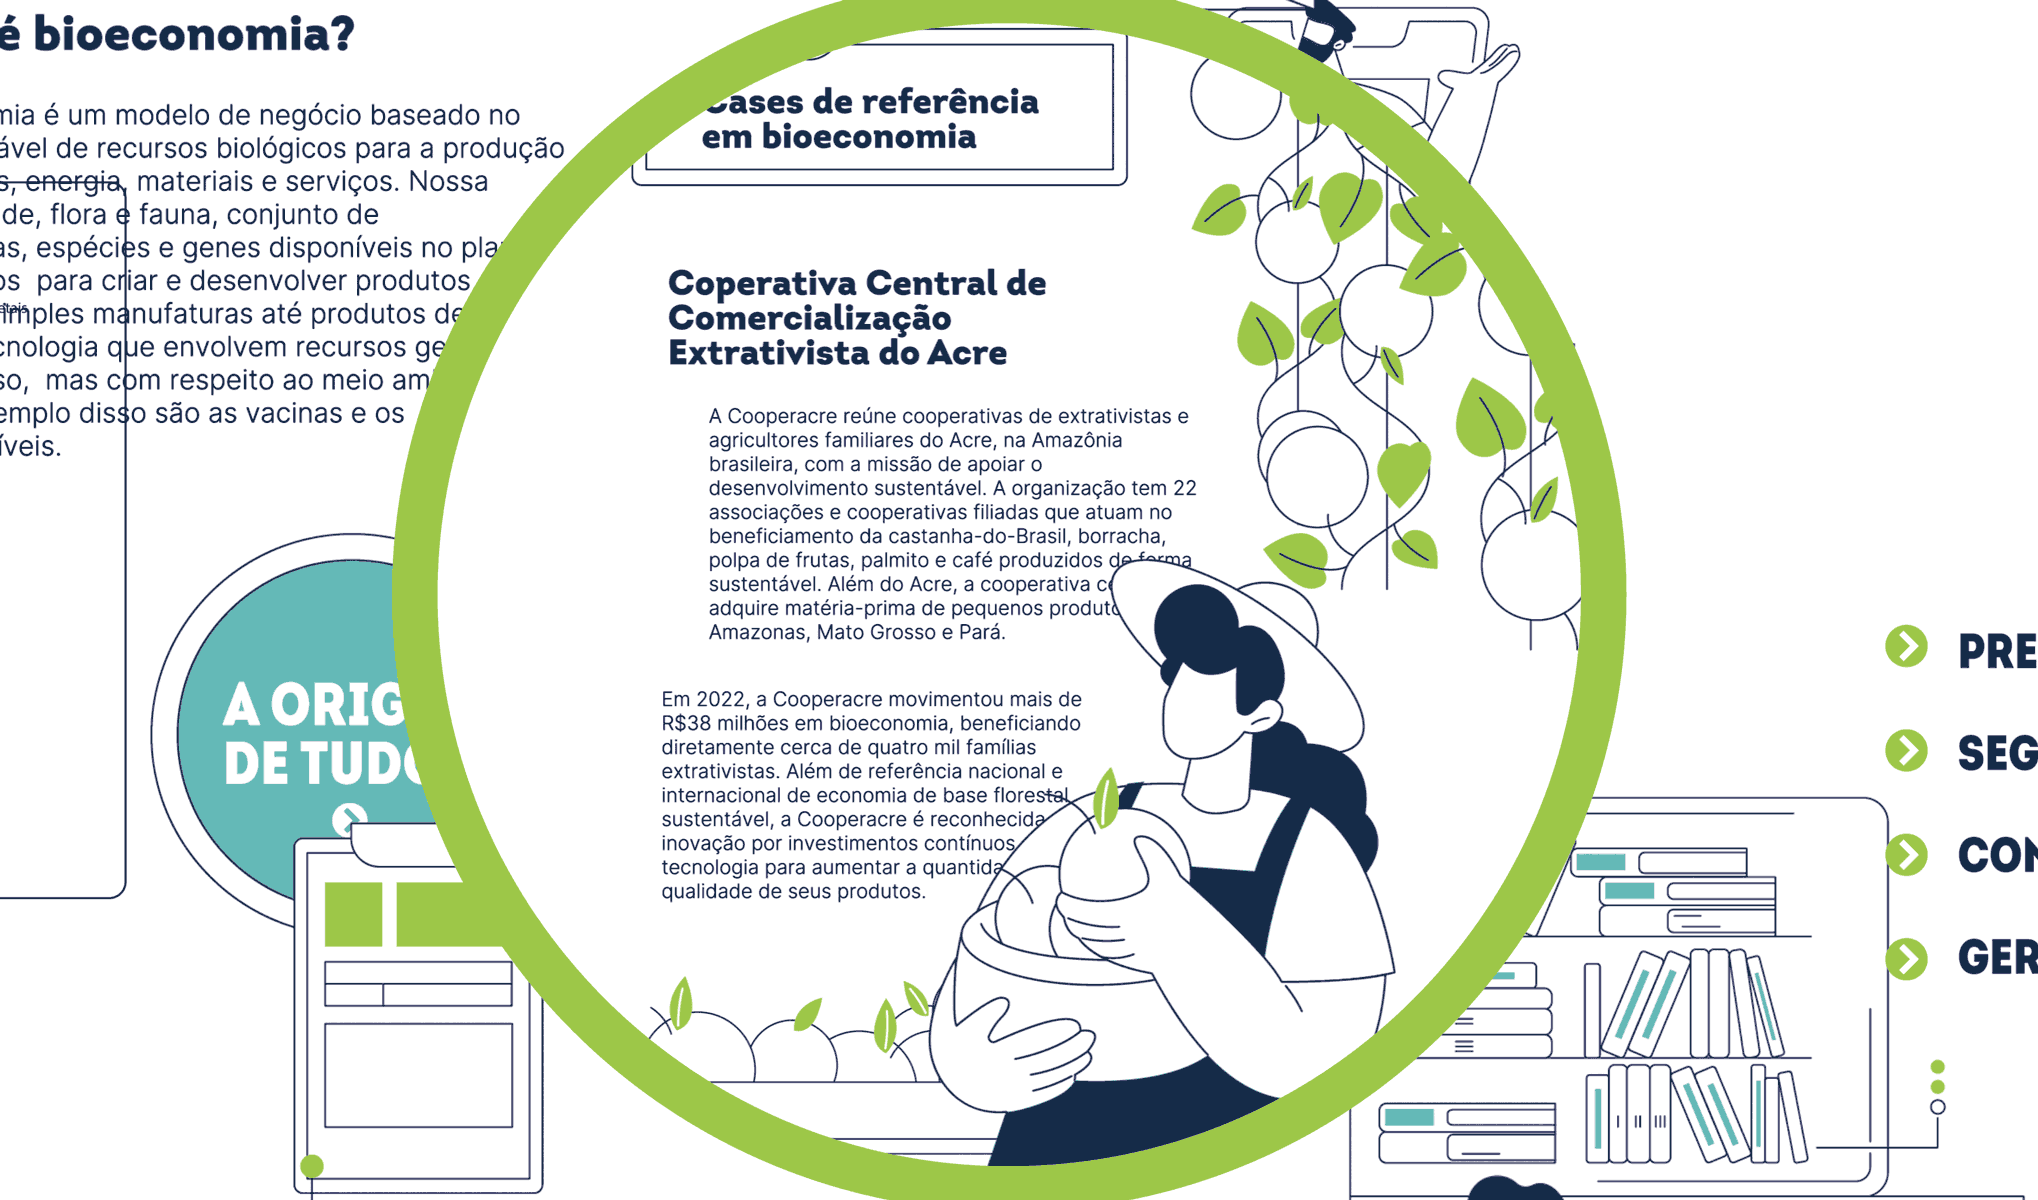 é bioeconomia?
mia é um modelo de negócio baseado no
ável de recursos biológicos para a produção
s, energia, materiais e serviços. Nossa
de, flora e fauna, conjunto de
as, espécies e genes disponíveis no pla
os para criar e desenvolver produtos
imples manufaturas até produtos de
cnologia que envolvem recursos ge
so, mas com respeito ao meio am
emplo disso são as vacinas e os
íveis.
etais
A ORIG
DE TUDO
Cases de referência
em bioeconomia
Coperativa Central de
Comercialização
Extrativista do Acre
A Cooperacre reúne cooperativas de extrativistas e
agricultores familiares do Acre, na Amazônia
brasileira, com a missão de apoiar o
desenvolvimento sustentável. A organização tem 22
associações e cooperativas filiadas que atuam no
beneficiamento da castanha-do-Brasil, borracha,
polpa de frutas, palmito e café produzidos de forma
sustentável. Além do Acre, a cooperativa ce
adquire matéria-prima de pequenos produto
Amazonas, Mato Grosso e Pará.
Em 2022, a Cooperacre movimentou mais de
R$38 milhões em bioeconomia, beneficiando
diretamente cerca de quatro mil famílias
extrativistas. Além de referência nacional e
internacional de economia de base florestal
sustentável, a Cooperacre é reconhecida
inovação por investimentos contínuos
tecnologia para aumentar a quantida
qualidade de seus produtos.
PRE
SEG
CON
GER